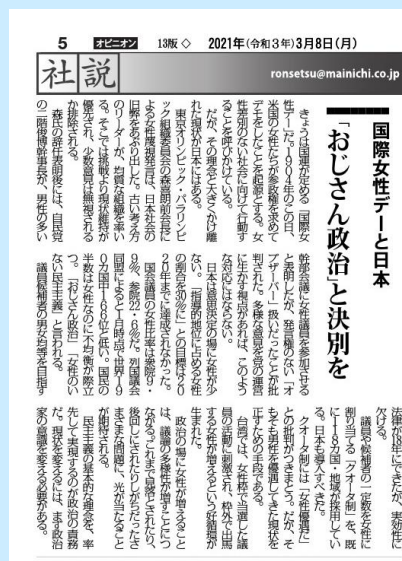 5 オピニオン 13版◇ 2021年(令和3年)3月8日(月)
社説
ronsetsu@mainichi.co.jp
国際女性デーと日本
「おじさん政治」と決別を
きょうは国連が定める「国際女
性デー」だ。1904年のこの日、
米国の女性たちが参政権を求めて
デモをしたことを起源とする。女
性差別のない社会に向けて行動す
ることを呼びかけている。
だが、その理念と大きくかけ離
れた現状が日本にはある。
東京オリンピック・パラリンピ
ック組織委員会の森喜朗前会長に
よる女性蔑視発言は、日本社会の
旧弊をあぶり出した。古い考え方
のリーダーが、均質な組織を率い
る。そこでは挑戦より現状維持が
優先され、少数意見は無視される
か排除される。
森氏の辞任表明後には、自民党
の二階俊博幹事長が、男性の多い
幹部会議に女性議員を参加させる
と表明したが、発言権のない「オ
ブザーバー」扱いだったことが批
判された。多様な意見を党の運営
に生かす視点があれば、このよう
な対応にはならない。
日本は意思決定の場に女性が少
ない。「指導的地位に占める女性
の割合を30%に」との目標は20
20年までに達成されなかった。
国会議員の女性比率は衆院9・
9%、参院22・6%だ。列国議会
同盟によると1月時点で世界19
0カ国中166位と低い。国民の
半数は女性なのに不均衡が際立
つ。「おじさん政治」「女性のい
ない民主主義」と言われる。
議員候補者の男女均等を目指す
法律が18年にできたが、実効性に
欠ける。
議員や候補者の一定数を女性に
割り当てる「クオータ制」を、既
に118カ国・地域が採用してい
る。日本も導入すべきだ。
クオータ制には「女性優遇だ」
との批判がつきまとう。だが、そ
もそも男性を優遇してきた現状を
正すための手段である。
台湾では、女性枠で当選した議
員の活動に刺激され、枠外で出馬
する女性が増えるという好循環が
生まれた。
政治の場に女性が増えること
は、議論の多様性が増すことにつ
ながる。これまで見落とされたり、
後回しにされたりしがちだったさ
まざまな問題に、光が当たること
が期待される。
民主主義の基本的な理念を、率
先して実現するのが政治の責務
だ。現状を変えるには、まず政治
家の意識を変える必要がある。